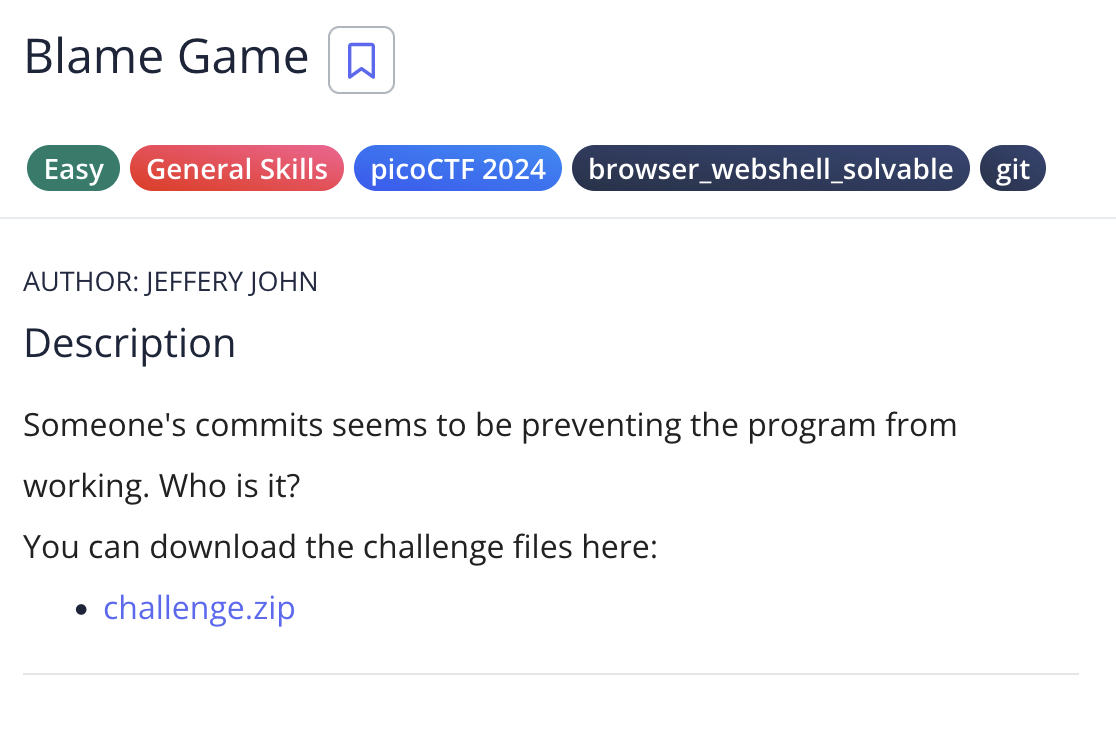 Blame Game
Easy General Skills picoCTF 2024 browser_webshell_solvable git
AUTHOR: JEFFERY JOHN
Description
Someone's commits seems to be preventing the program from
working. Who is it?
You can download the challenge files here:
• challenge.zip